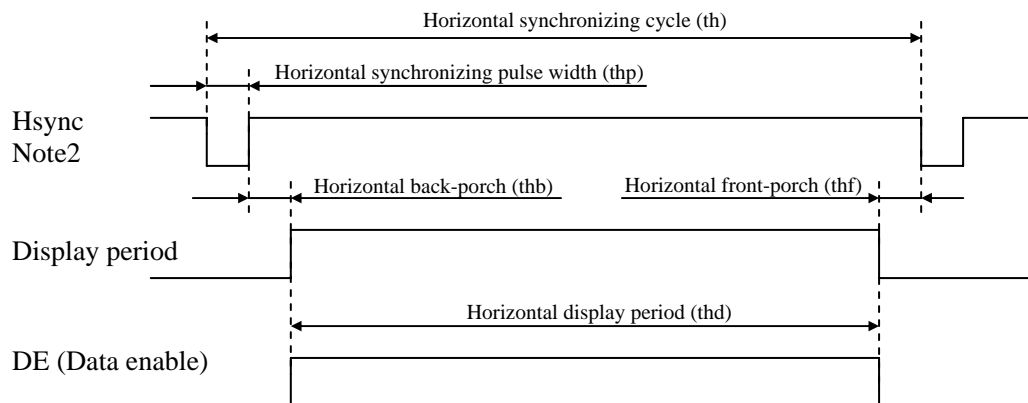 Horizontal synchronizing cycle (th)
Horizontal synchronizing pulse width (thp)
Hsync
Note2
Horizontal back-porch (thb)
Horizontal front-porch (thf)
Display period
Horizontal display period (thd)
DE (Data enable)